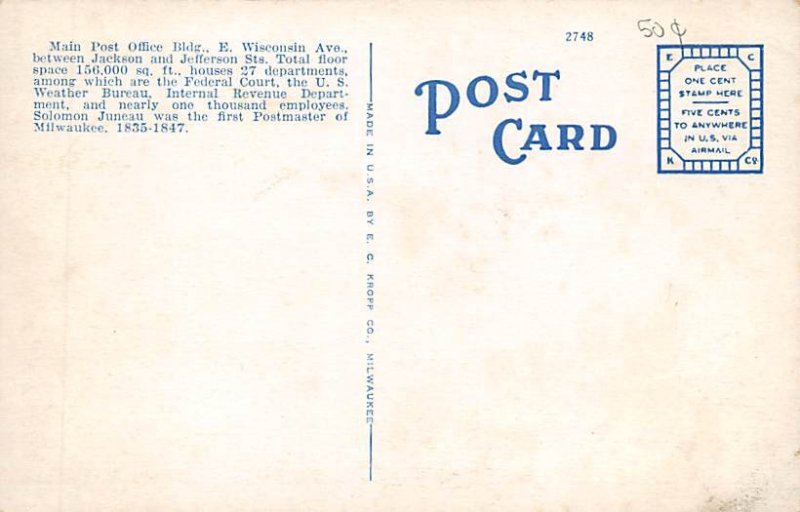 Main Post Office Bldg., E. Wisconsin Ave.,
between Jackson and Jefferson Sts. Total floor
space 156,000 sq. ft., houses 27 departments,
among which are the Federal Court, the U. S.
Weather Bureau, Internal Revenue Depart-
ment, and nearly one thousand employees.
Solomon Juneau was the first Postmaster of
Milwaukee. 1835-1847.
MADE IN U.S.A. BY E. C. KROPP CO., MILWAUKEE
2748
50¢
POST
CARD
E C
PLACE
ONE CENT
STAMP HERE
FIVE CENTS
TO ANYWHERE
IN U.S. VIA
AIRMAIL
K Co.